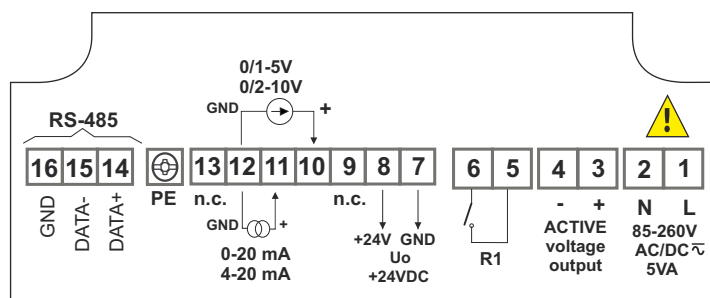 0/1-5V
0/2-10V
GND +
RS-485
16 15 14 PE 13 12 11 10 9 8 7 6 5 4 3 2 1
GND
DATA-
DATA+
n.c.
GND +
0-20 mA
4-20 mA
n.c.
+24V GND
Uo
+24VDC
R1
- +
ACTIVE
voltage
output
N L
85-260V
AC/DC
5VA
!